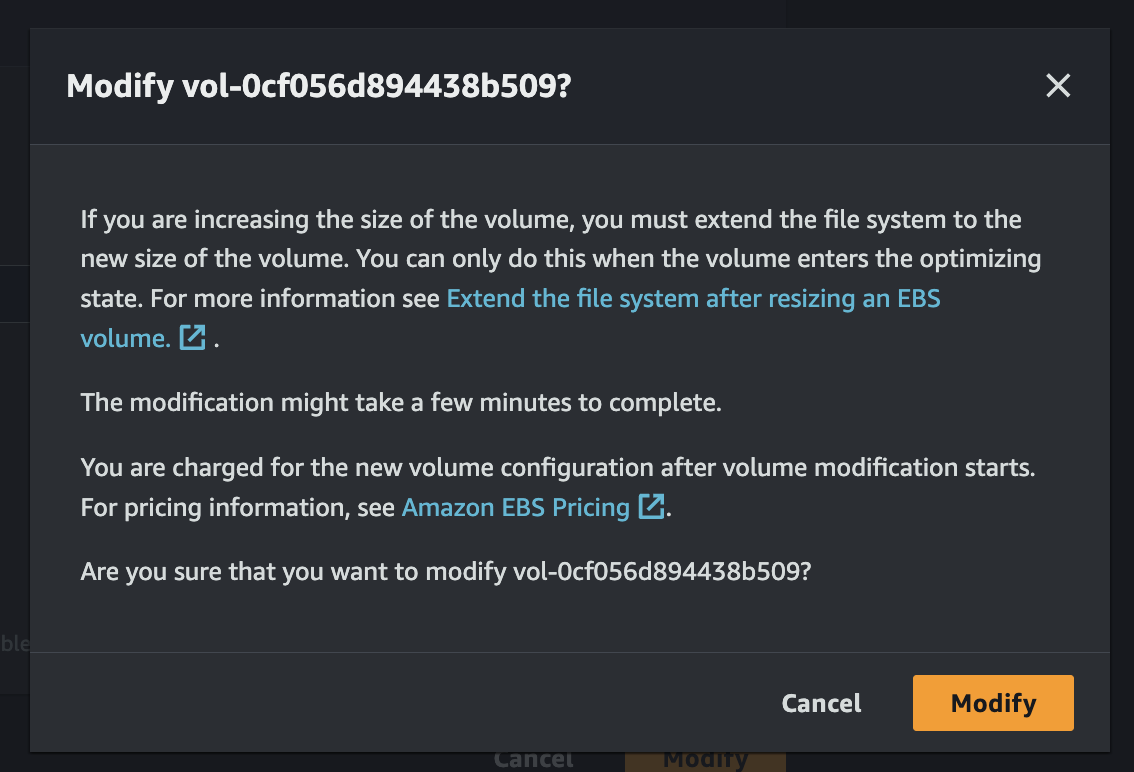 Modify vol-0cf056d894438b509?
If you are increasing the size of the volume, you must extend the file system to the
new size of the volume. You can only do this when the volume enters the optimizing
state. For more information see Extend the file system after resizing an EBS
volume. .
The modification might take a few minutes to complete.
You are charged for the new volume configuration after volume modification starts.
For pricing information, see Amazon EBS Pricing .
Are you sure that you want to modify vol-0cf056d894438b509?
ble
Cancel Modify
Cancel Modify